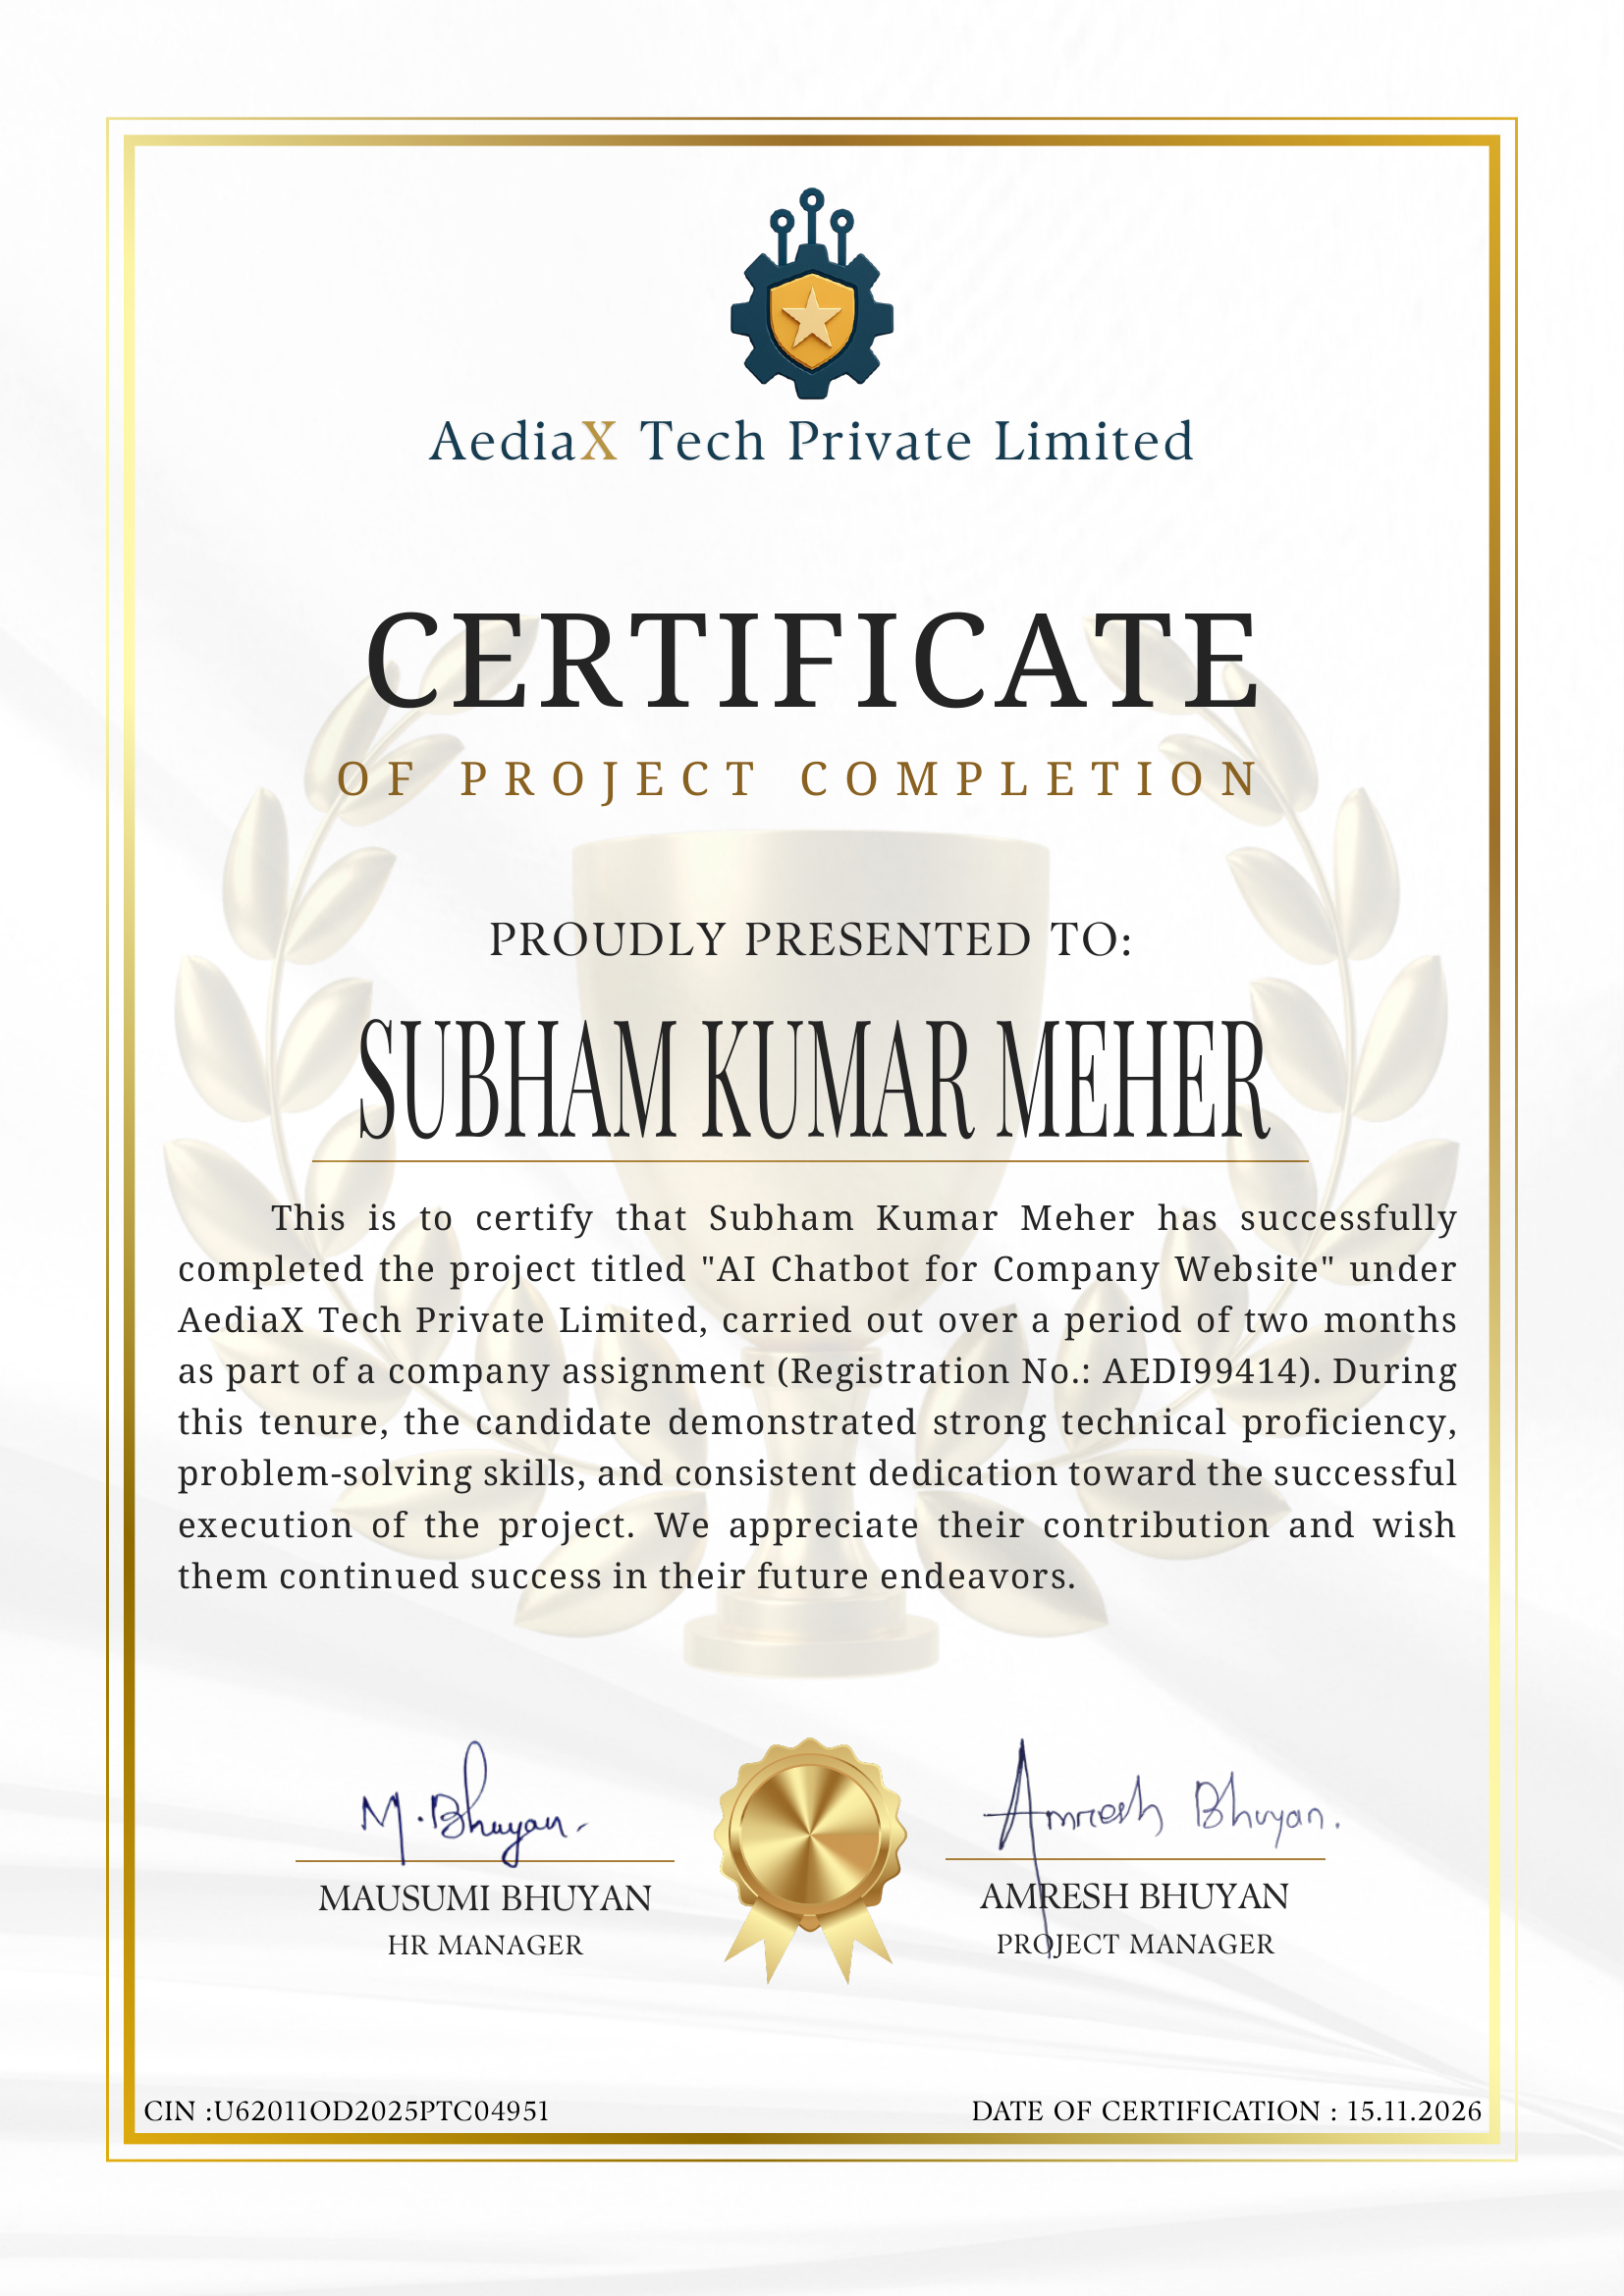 AediaX Tech Private Limited
CERTIFICATE
OF PROJECT COMPLETION
PROUDLY PRESENTED TO:
SUBHAM KUMAR MEHER
This is to certify that Subham Kumar Meher has successfully
completed the project titled "AI Chatbot for Company Website" under
AediaX Tech Private Limited, carried out over a period of two months
as part of a company assignment (Registration No.: AEDI99414). During
this tenure, the candidate demonstrated strong technical proficiency,
problem-solving skills, and consistent dedication toward the successful
execution of the project. We appreciate their contribution and wish
them continued success in their future endeavors.
M. Bhuyan.
Amresh Bhuyan.
MAUSUMI BHUYAN
HR MANAGER
AMRESH BHUYAN
PROJECT MANAGER
CIN :U62011OD2025PTC04951
DATE OF CERTIFICATION : 15.11.2026